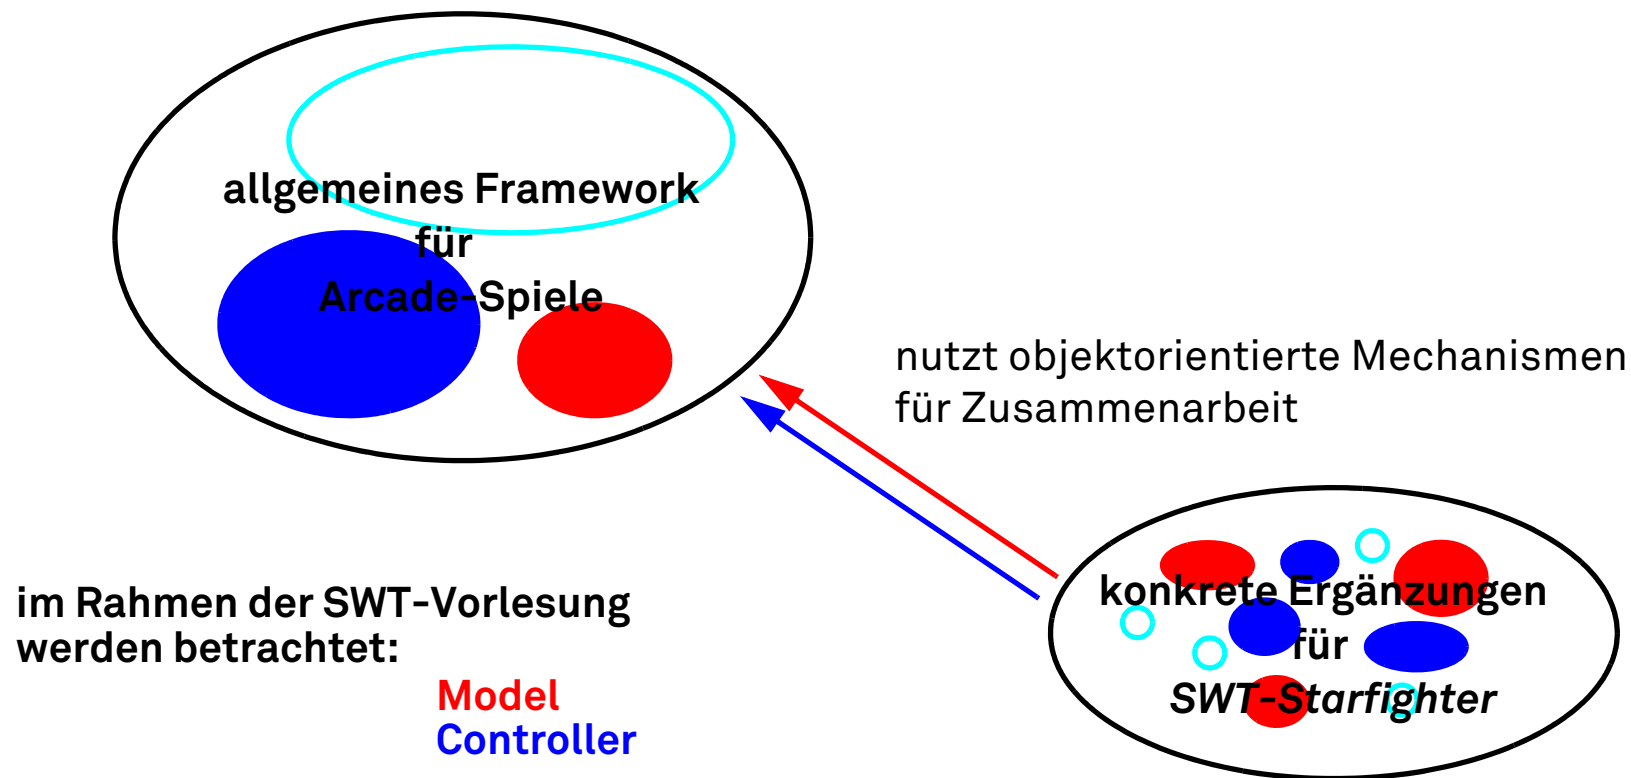 allgemeines Framework
für
Arcade-Spiele
nutzt objektorientierte Mechanismen
für Zusammenarbeit
konkrete Ergänzungen
für
SWT-Starfighter
im Rahmen der SWT-Vorlesung
werden betrachtet:
Model
Controller